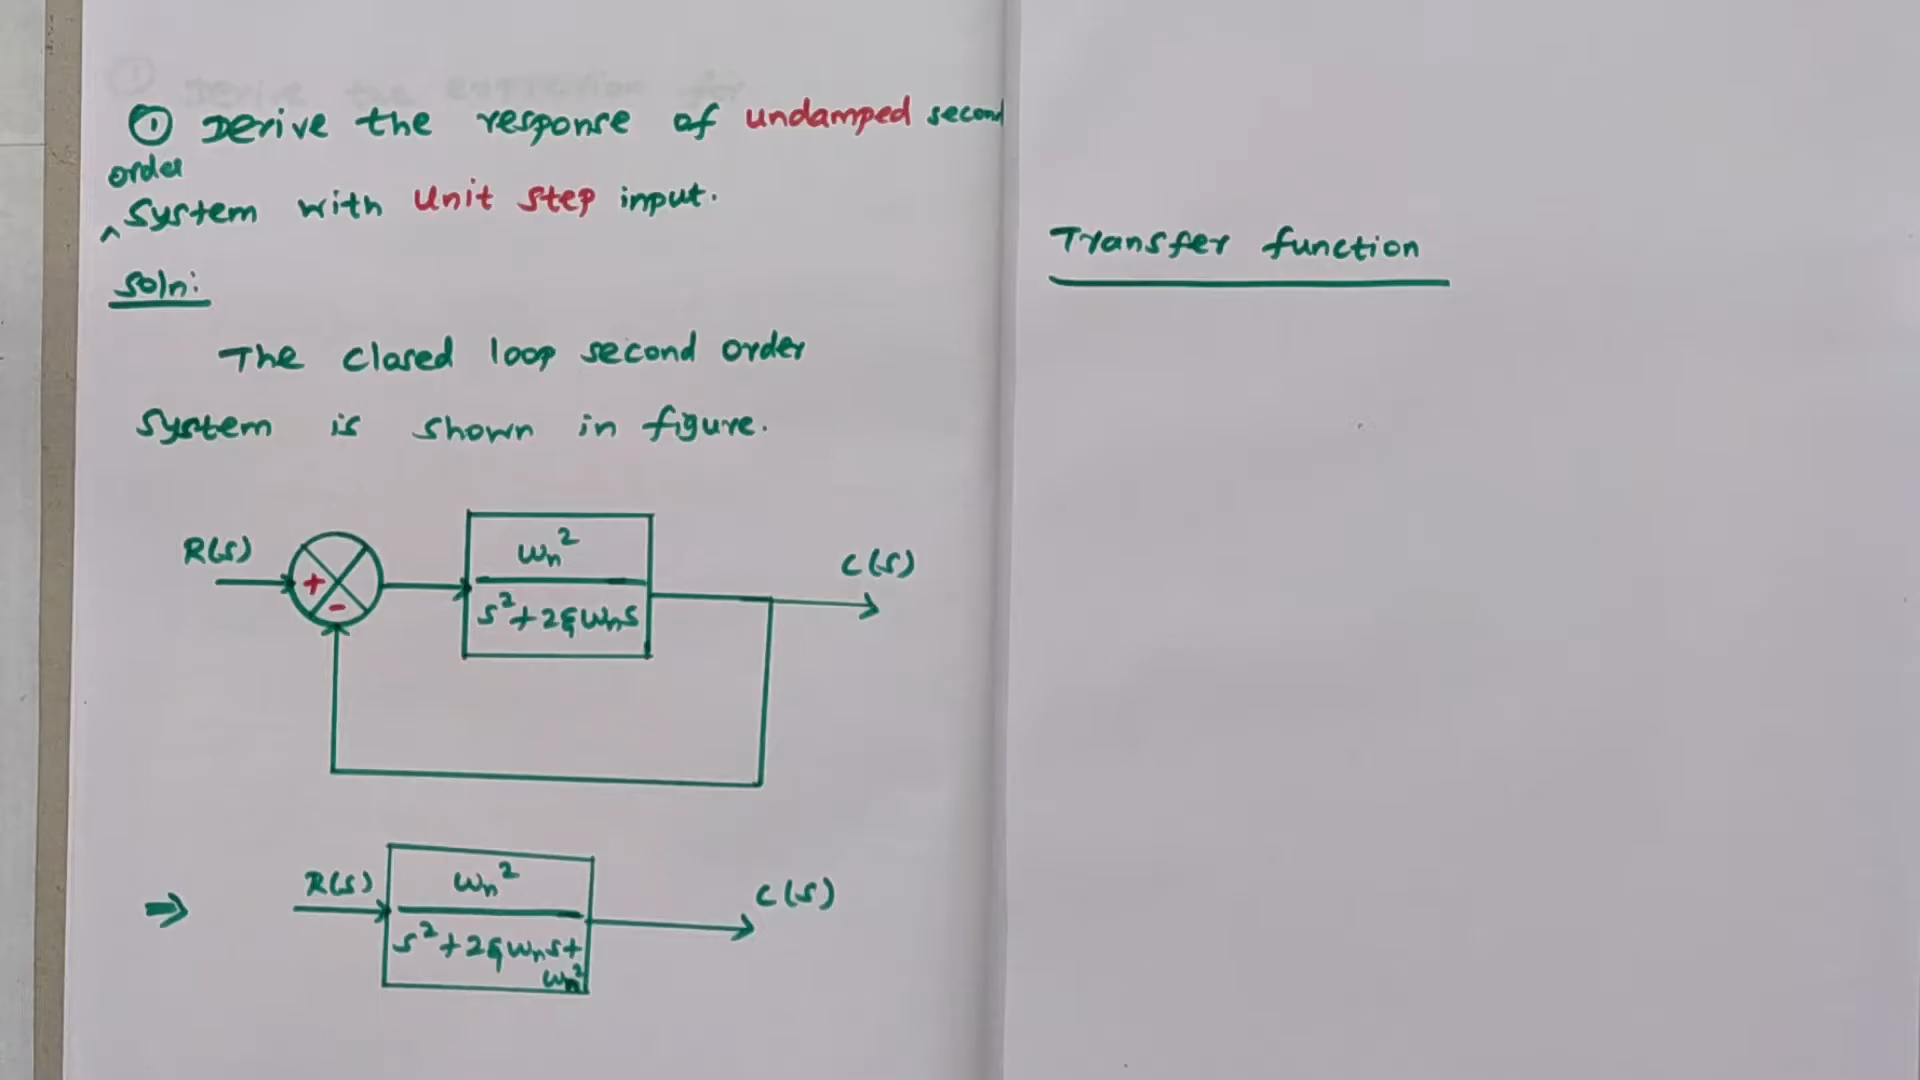 ① Derive the response of undamped second
order
^ system with unit step input.
Soln:
The closed loop second order
system is shown in figure.
R(s)
+
-
ωn²
s²+2ξωns
C(s)
⇒
R(s)
ωn²
s²+2ξωns+
ωn²
C(s)
Transfer function